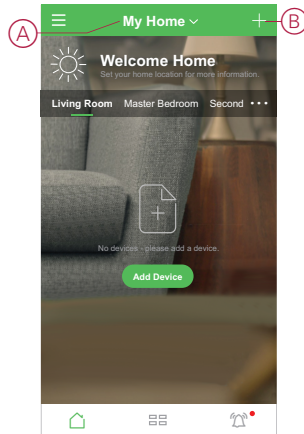 A
My Home
B
Welcome Home
Set your home location for more information.
Living Room Master Bedroom Second
No devices - please add a device.
Add Device